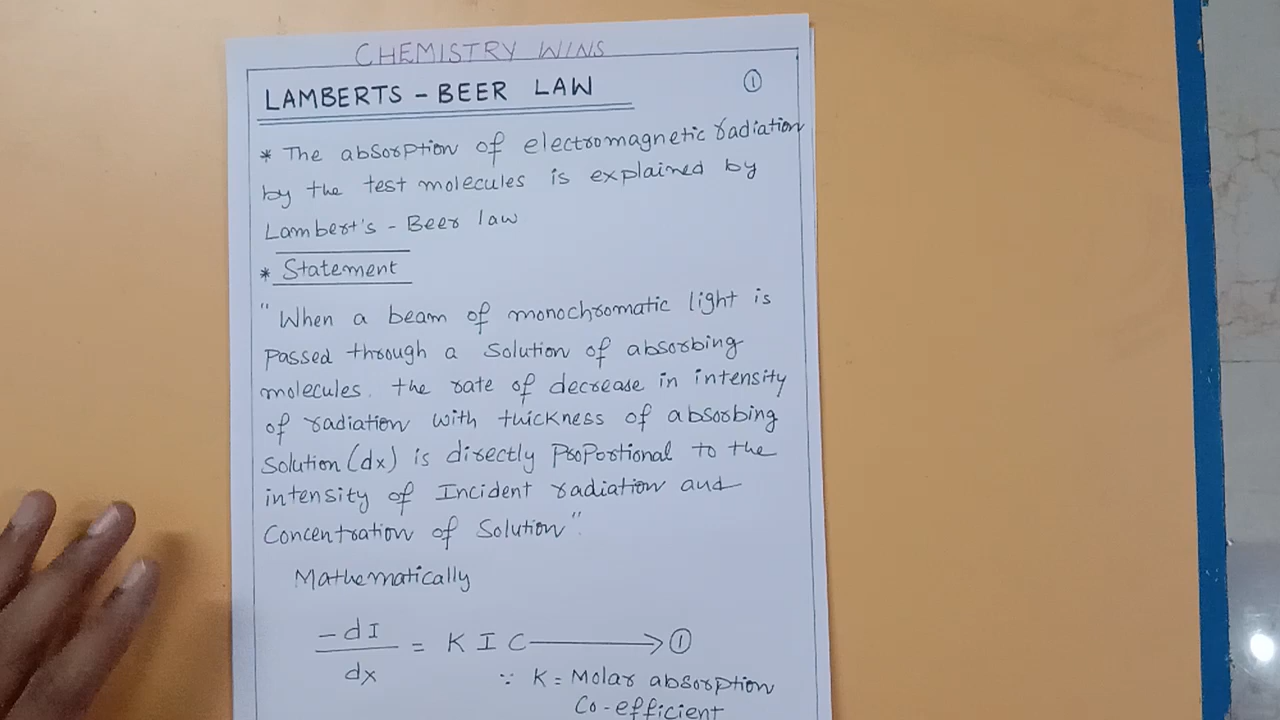 CHEMISTRY WINS
LAMBERTS - BEER LAW ①
* The absorption of electromagnetic radiation
by the test molecules is explained by
Lambert's - Beer law
* Statement
"When a beam of monochromatic light is
passed through a solution of absorbing
molecules. the rate of decrease in intensity
of radiation with thickness of absorbing
Solution (dx) is directly proportional to the
intensity of Incident radiation and
Concentration of Solution".
Mathematically
-dI/dx = K I C ⟶ ①
∵ K = Molar absorption
Co-efficient